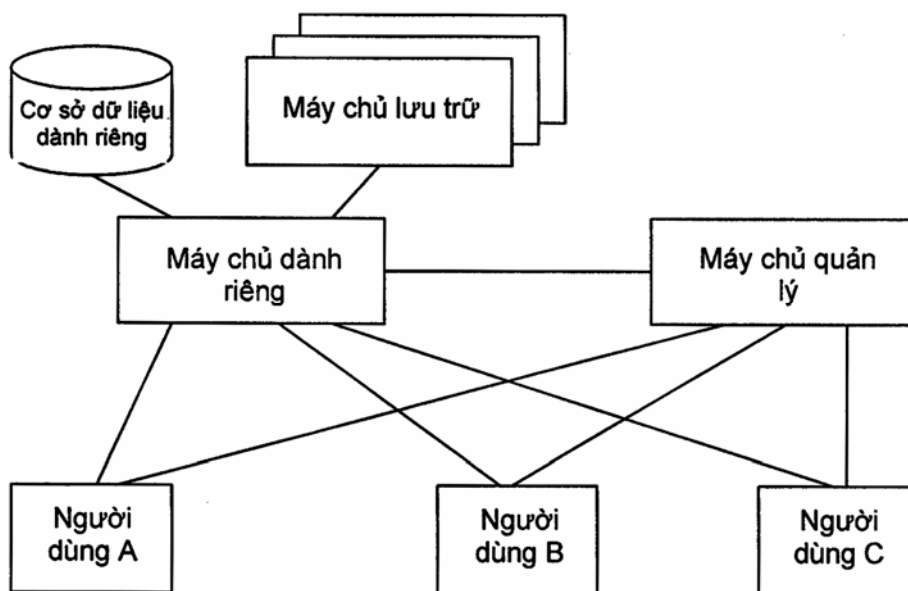 Cơ sở dữ liệu
dành riêng
Máy chủ lưu trữ
Máy chủ dành
riêng
Máy chủ quản
lý
Người
dùng A
Người
dùng B
Người
dùng C